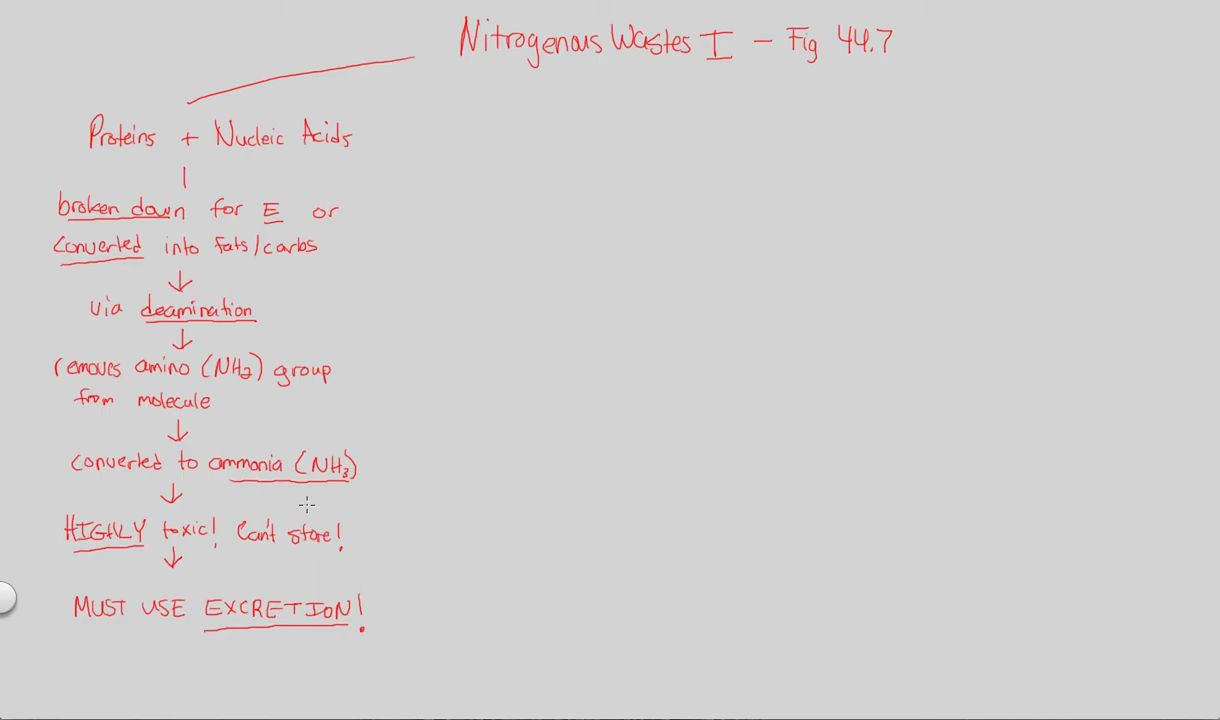 Nitrogenous Wastes I - Fig 44.7
Proteins + Nucleic Acids
broken down for E or
converted into fats/carbs
via deamination
removes amino (NH2) group
from molecule
converted to ammonia (NH3)
HIGHLY toxic! Can't store!
MUST USE EXCRETION!